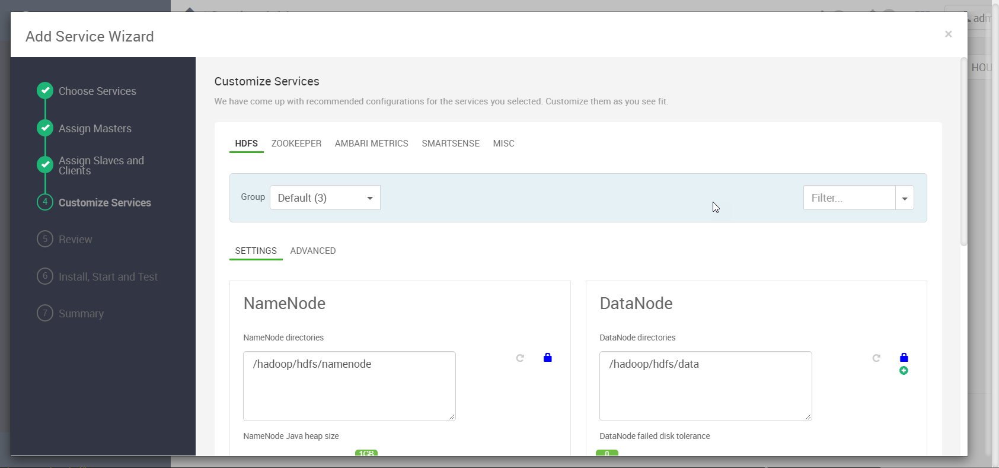 Add Service Wizard
×
adm
HOU
Choose Services
Assign Masters
Assign Slaves and
Clients
4 Customize Services
5 Review
6 Install, Start and Test
7 Summary
Customize Services
We have come up with recommended configurations for the services you selected. Customize them as you see fit.
HDFS ZOOKEEPER AMBARI METRICS SMARTSENSE MISC
Group Default (3) Filter...
SETTINGS ADVANCED
NameNode
NameNode directories
/hadoop/hdfs/namenode
NameNode Java heap size
1GB
DataNode
DataNode directories
/hadoop/hdfs/data
DataNode failed disk tolerance
0